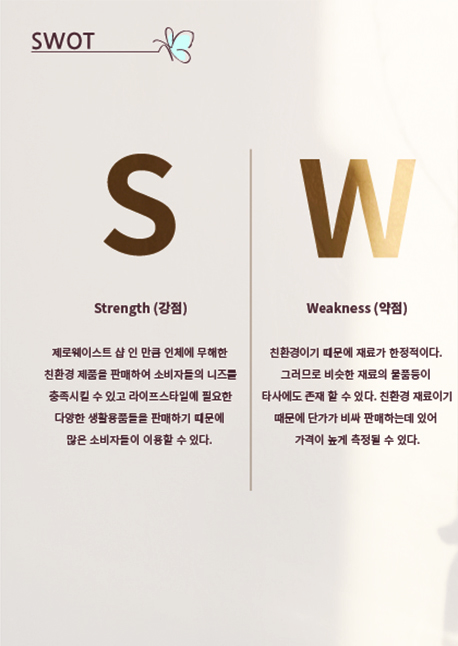 SWOT
S
Strength (강점)
제로웨이스트 샵 인 만큼 인체에 무해한
친환경 제품을 판매하여 소비자들의 니즈를
충족시킬 수 있고 라이프스타일에 필요한
다양한 생활용품들을 판매하기 때문에
많은 소비자들이 이용할 수 있다.
W
Weakness (약점)
친환경이기 때문에 재료가 한정적이다.
그러므로 비슷한 재료의 물품등이
타사에도 존재 할 수 있다. 친환경 재료이기
때문에 단가가 비싸 판매하는데 있어
가격이 높게 측정될 수 있다.